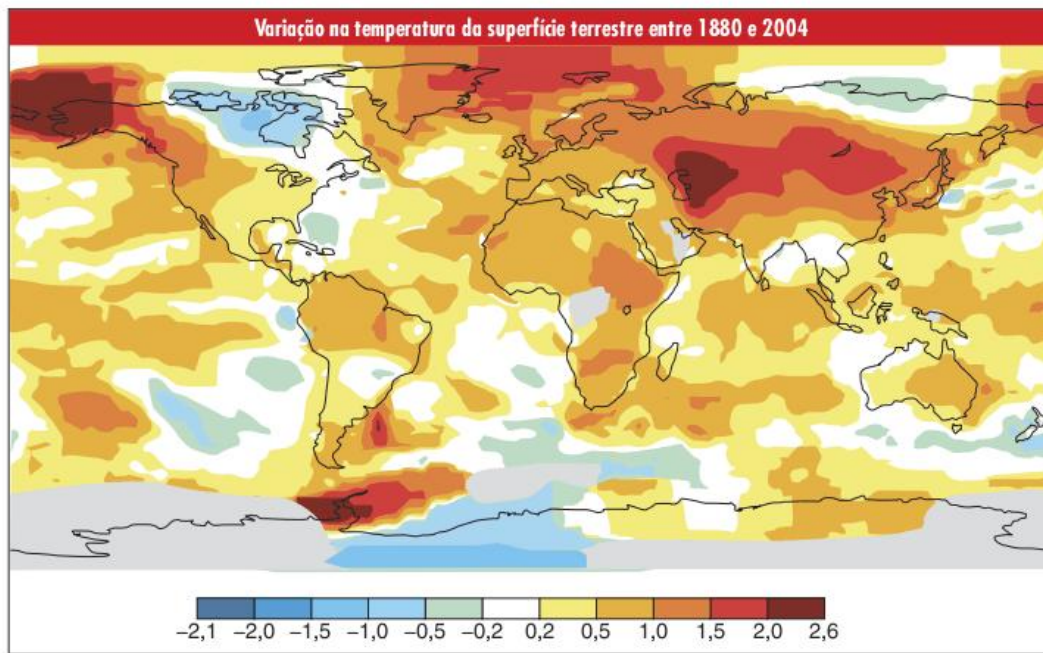 Variação na temperatura da superfície terrestre entre 1880 e 2004
–2,1 –2,0 –1,5 –1,0 –0,5 –0,2 0,2 0,5 1,0 1,5 2,0 2,6